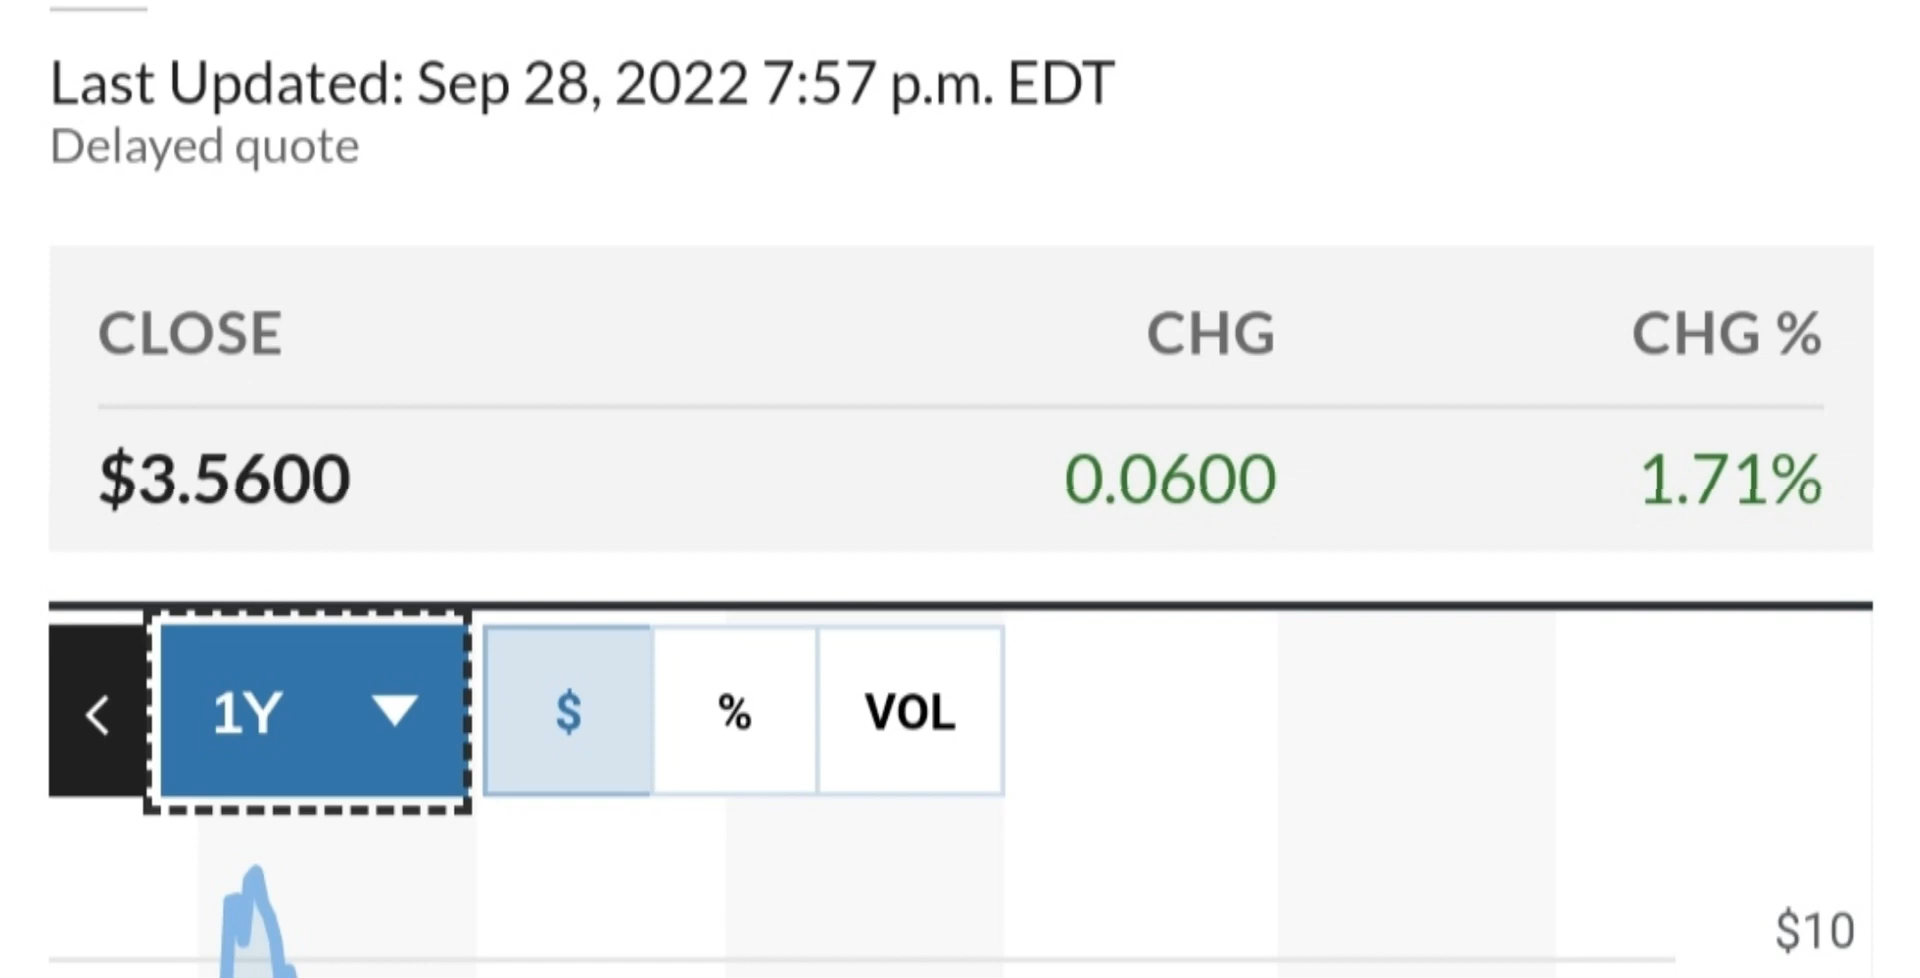 Last Updated: Sep 28, 2022 7:57 p.m. EDT
Delayed quote
CLOSE CHG CHG %
$3.5600 0.0600 1.71%
1Y $ % VOL
$10